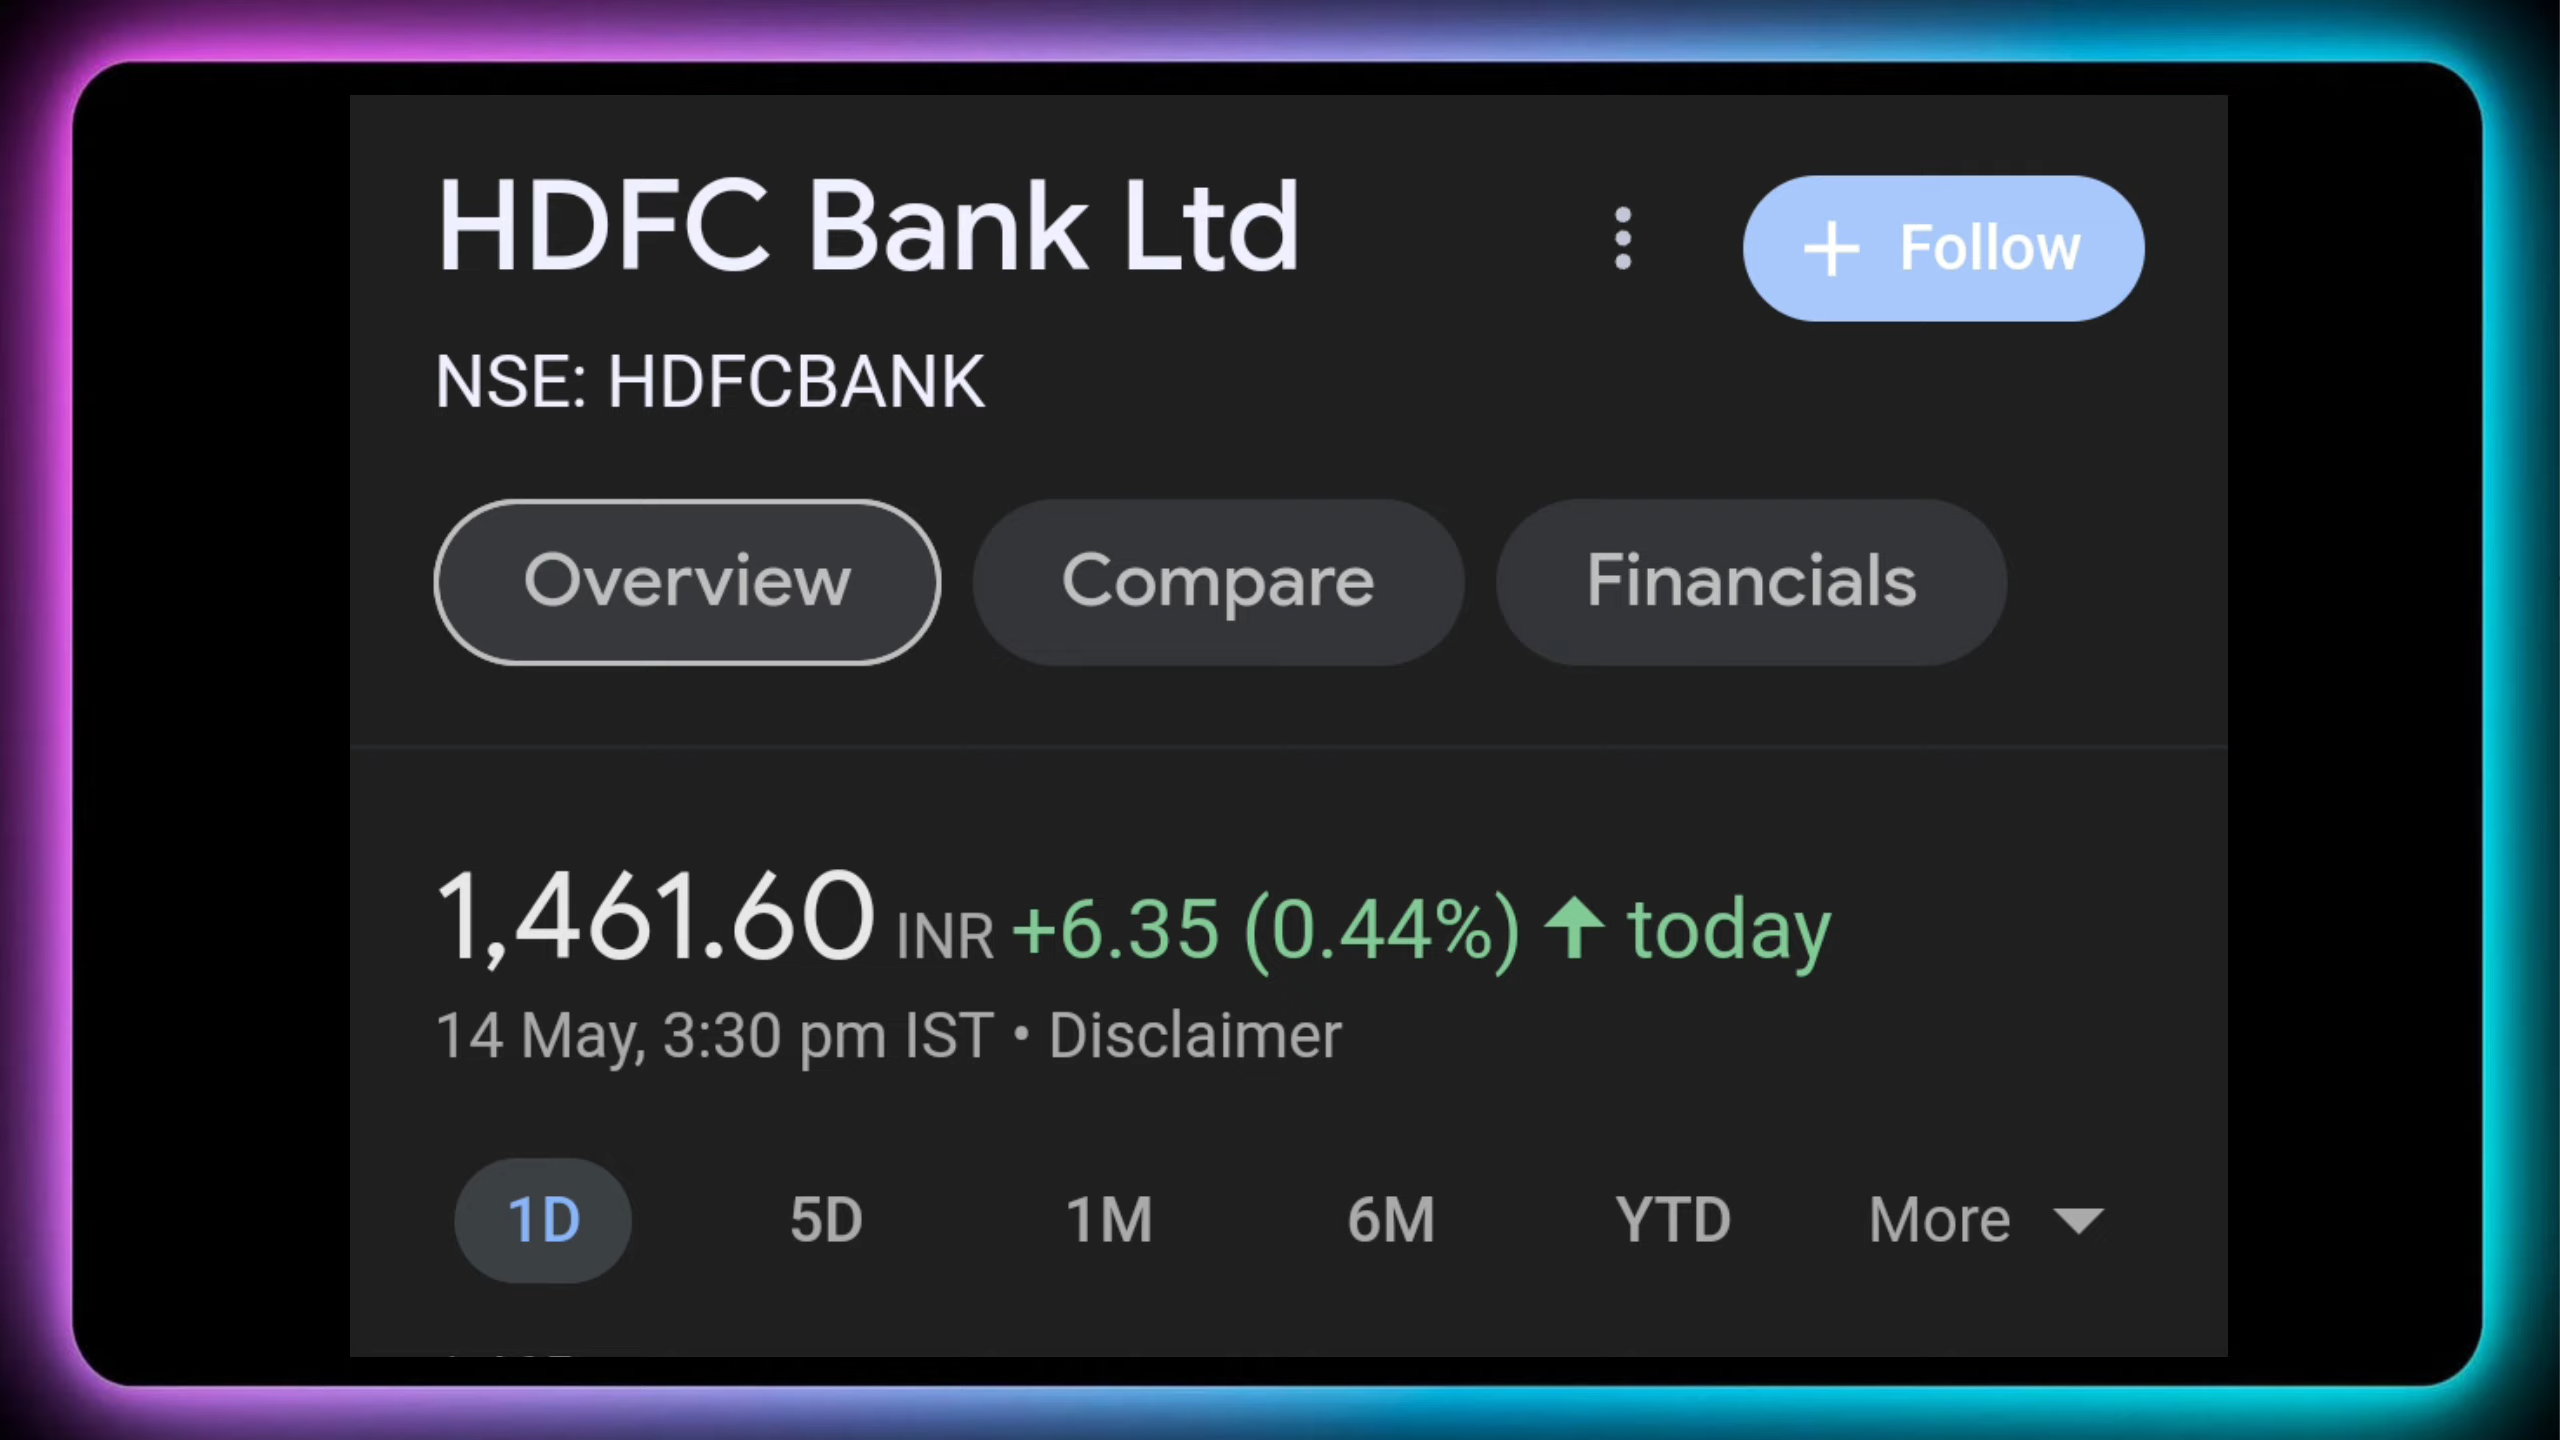 HDFC Bank Ltd
+ Follow
NSE: HDFCBANK
Overview Compare Financials
1,461.60 INR +6.35 (0.44%) ↑ today
14 May, 3:30 pm IST • Disclaimer
1D 5D 1M 6M YTD More